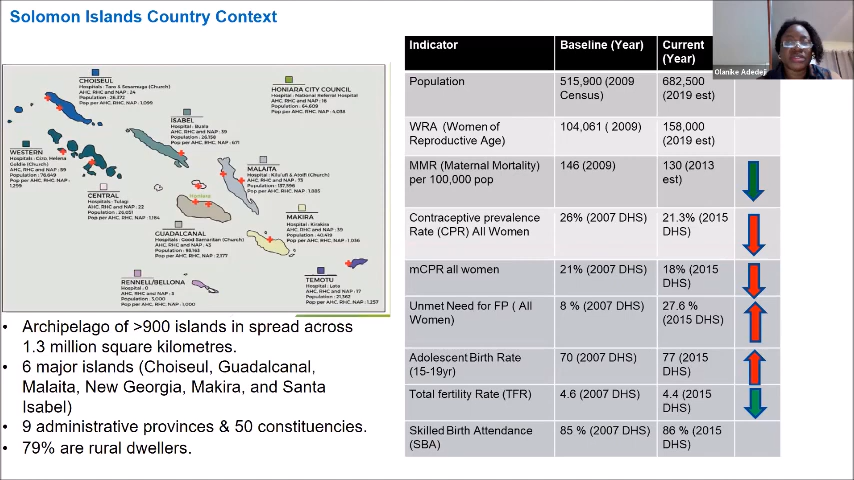 Solomon Islands Country Context
CHOISEUL
Hospitals : Taro & Sasamuga (Church)
AHC, RHC and NAP : 24
Population : 26,372
Pop per AHC, RHC, NAP : 1,099
HONIARA CITY COUNCIL
Hospital : National Referral Hospital
AHC, RHC and NAP : 16
Population : 64,609
Pop per AHC, RHC, NAP : 4,038
ISABEL
Hospital : Buala
AHC, RHC and NAP : 39
Population : 26,158
Pop per AHC, RHC, NAP : 671
WESTERN
Hospitals : Gizo, Helena
Goldie (Church)
AHC, RHC and NAP : 59
Population : 76,649
Pop per AHC, RHC, NAP :
1,299
MALAITA
Hospital : Kilu'ufi & Atoifi (Church)
AHC, RHC and NAP : 73
Population : 137,596
Pop per AHC, RHC, NAP : 1,885
CENTRAL
Hospital : Tulagi
AHC, RHC and NAP : 22
Population : 26,051
Pop per AHC, RHC, NAP : 1,184
MAKIRA
Hospital : Kirakira
AHC, RHC and NAP : 39
Population : 40,419
Pop per AHC, RHC, NAP : 1,036
GUADALCANAL
Hospitals : Good Samaritan (Church)
AHC, RHC and NAP : 43
Population : 93,613
Pop per AHC, RHC, NAP : 2,177
TEMOTU
Hospital : Lata
AHC, RHC and NAP : 17
Population : 21,362
Pop per AHC, RHC, NAP : 1,257
RENNELL/BELLONA
Hospital : 0
AHC, RHC and NAP : 3
Population : 3,000
Pop per AHC, RHC, NAP : 1,000
• Archipelago of >900 islands in spread across
1.3 million square kilometres.
• 6 major islands (Choiseul, Guadalcanal,
Malaita, New Georgia, Makira, and Santa
Isabel)
• 9 administrative provinces & 50 constituencies.
• 79% are rural dwellers.
Indicator Baseline (Year) Current
(Year)
Population 515,900 (2009 682,500
Census) (2019 est)
WRA (Women of 104,061 ( 2009) 158,000
Reproductive Age) (2019 est)
MMR (Maternal Mortality) 146 (2009) 130 (2013
per 100,000 pop est)
Contraceptive prevalence 26% (2007 DHS) 21.3% (2015
Rate (CPR) All Women DHS)
mCPR all women 21% (2007 DHS) 18% (2015
DHS)
Unmet Need for FP ( All 8 % (2007 DHS) 27.6 %
Women) (2015 DHS)
Adolescent Birth Rate 70 (2007 DHS) 77 (2015
(15-19yr) DHS)
Total fertility Rate (TFR) 4.6 (2007 DHS) 4.4 (2015
DHS)
Skilled Birth Attendance 85 % (2007 DHS) 86 % (2015
(SBA) DHS)
Olanike Adedeji